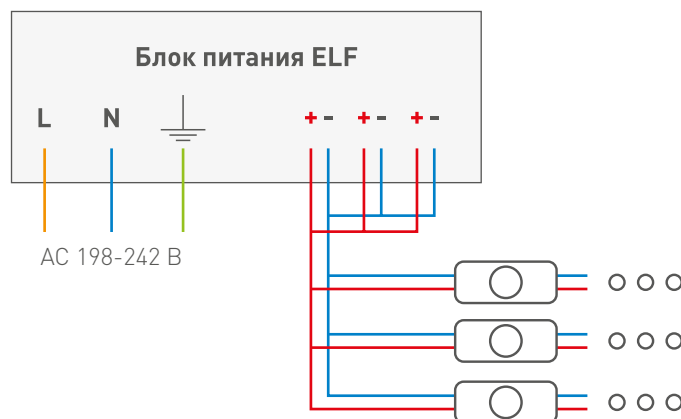 Блок питания ELF
L N + - + - + -
AC 198-242 В